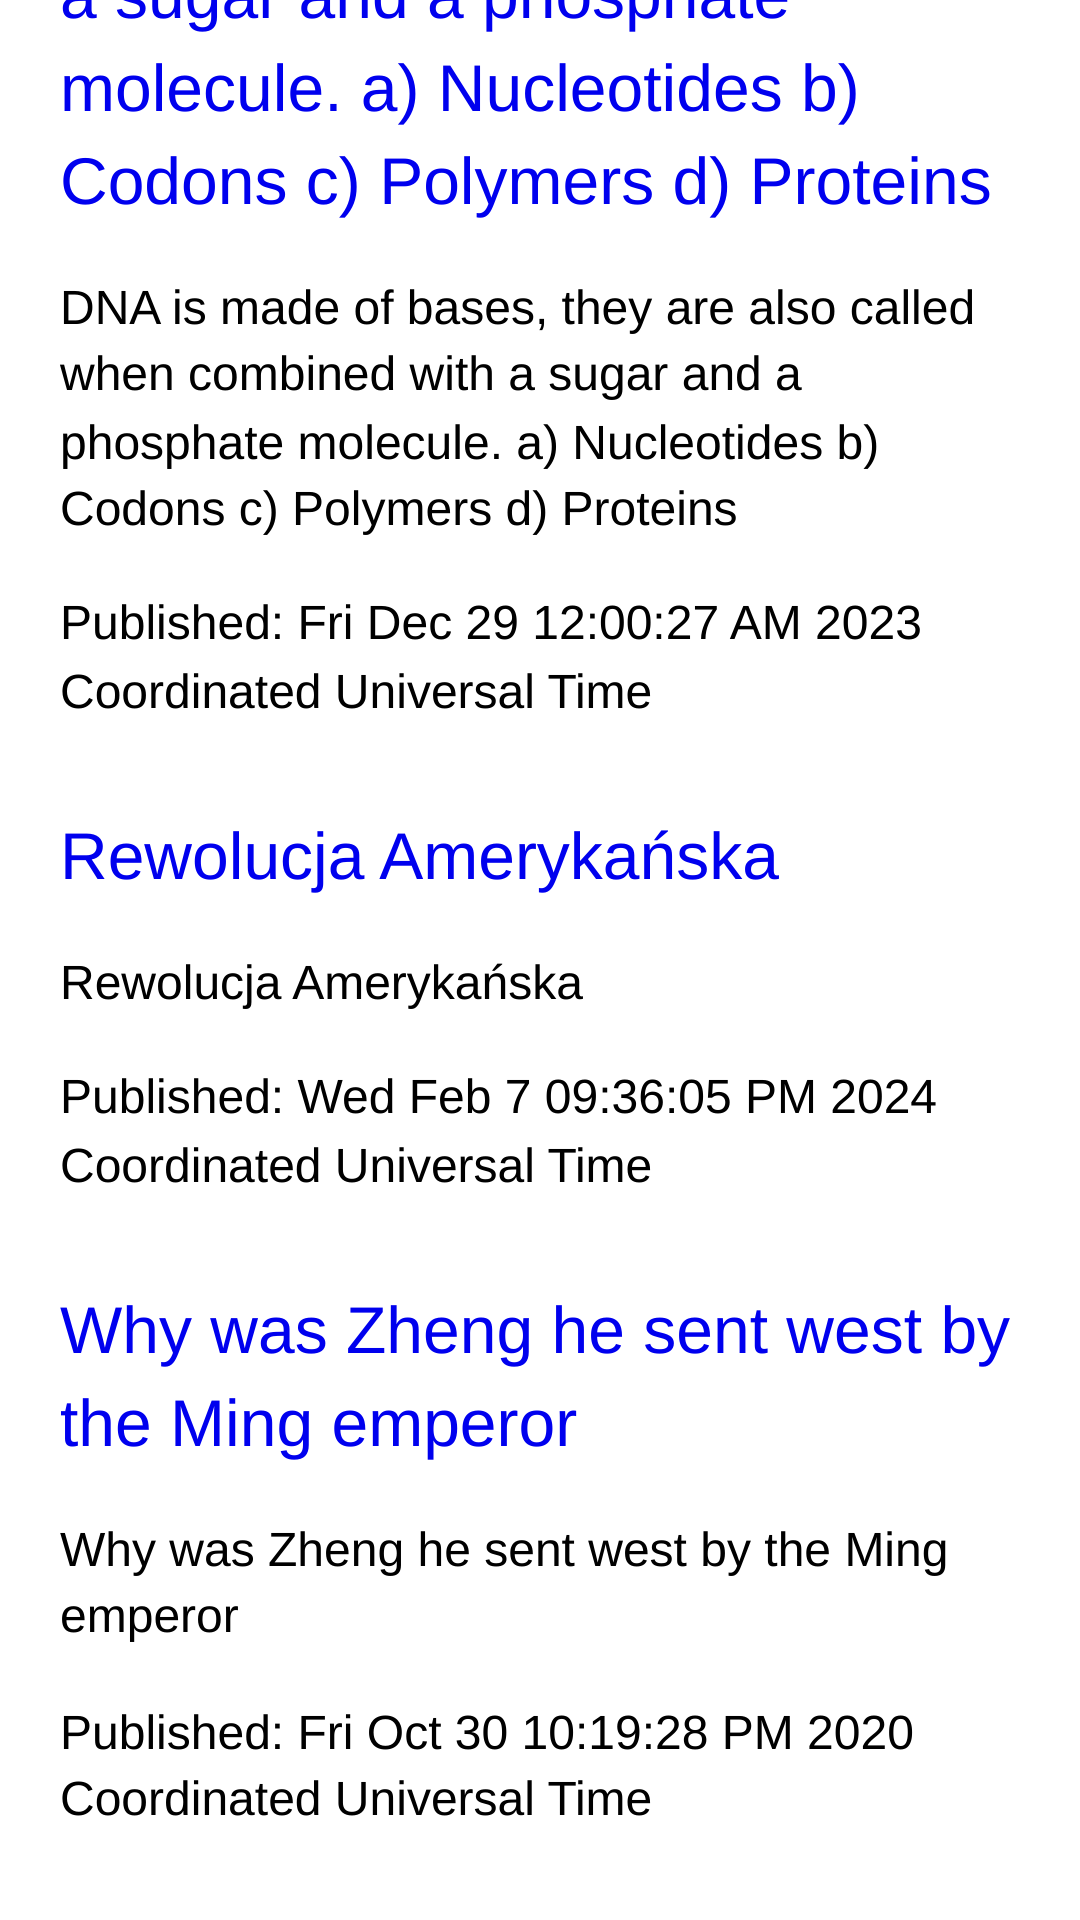 a sugar and a phosphate
molecule. a) Nucleotides b)
Codons c) Polymers d) Proteins
DNA is made of bases, they are also called
when combined with a sugar and a
phosphate molecule. a) Nucleotides b)
Codons c) Polymers d) Proteins
Published: Fri Dec 29 12:00:27 AM 2023
Coordinated Universal Time
Rewolucja Amerykańska
Rewolucja Amerykańska
Published: Wed Feb 7 09:36:05 PM 2024
Coordinated Universal Time
Why was Zheng he sent west by
the Ming emperor
Why was Zheng he sent west by the Ming
emperor
Published: Fri Oct 30 10:19:28 PM 2020
Coordinated Universal Time